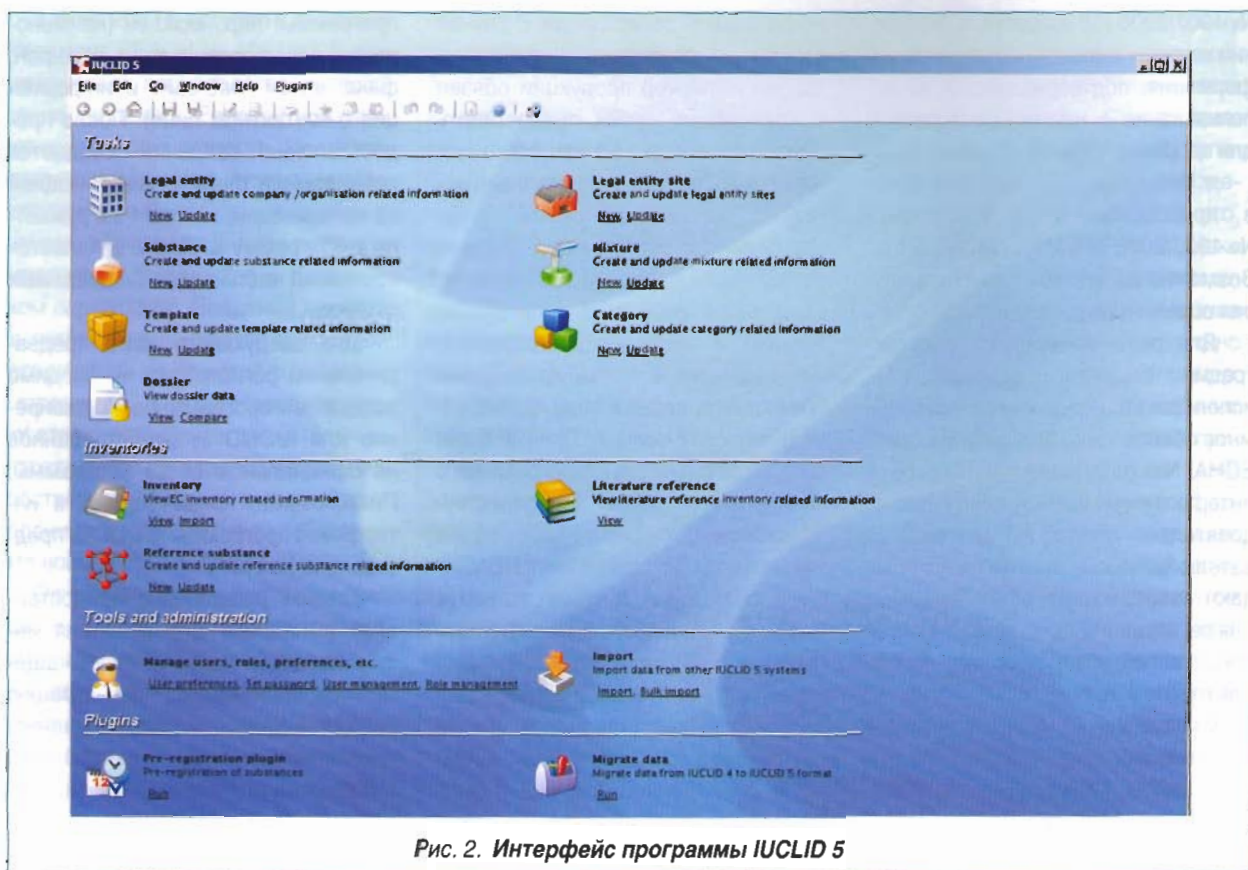 IUCLID 5
File Edit Go Window Help Plugins
Tasks
Legal entity
Create and update company /organisation related information
New, Update
Legal entity site
Create and update legal entity sites
New, Update
Substance
Create and update substance related information
New, Update
Mixture
Create and update mixture related information
New, Update
Template
Create and update template related information
New, Update
Category
Create and update category related information
New, Update
Dossier
View dossier data
View, Compare
Inventories
Inventory
View EC inventory related information
View, Import
Literature reference
View literature reference inventory related information
View
Reference substance
Create and update reference substance related information
New, Update
Tools and administration
Manage users, roles, preferences, etc.
User preferences, Set password, User management, Role management
Import
Import data from other IUCLID 5 systems
Import, Bulk import
Plugins
Pre-registration plugin
Pre-registration of substances
Run
Migrate data
Migrate data from IUCLID 4 to IUCLID 5 format
Run
Рис. 2. Интерфейс программы IUCLID 5